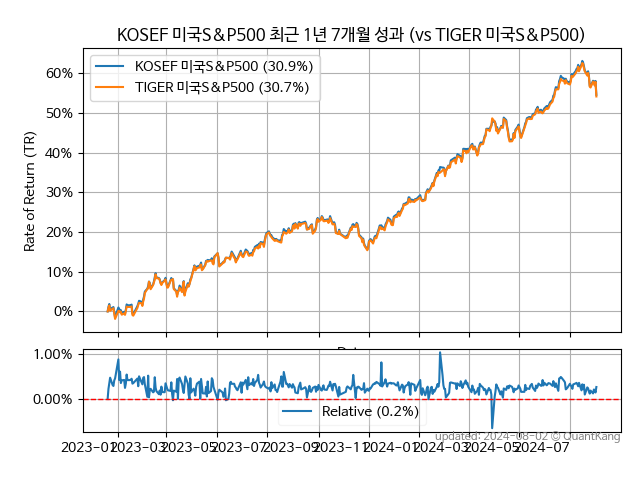 KOSEF 미국S&P500 최근 1년 7개월 성과 (vs TIGER 미국S&P500)
KOSEF 미국S&P500 (30.9%)
TIGER 미국S&P500 (30.7%)
Rate of Return (TR)
60%
50%
40%
30%
20%
10%
0%
1.00%
0.00%
Relative (0.2%)
2023-01 2023-03 2023-05 2023-07 2023-09 2023-11 2024-01 2024-03 2024-05 2024-07
updated: 2024-08-02 © QuantKang